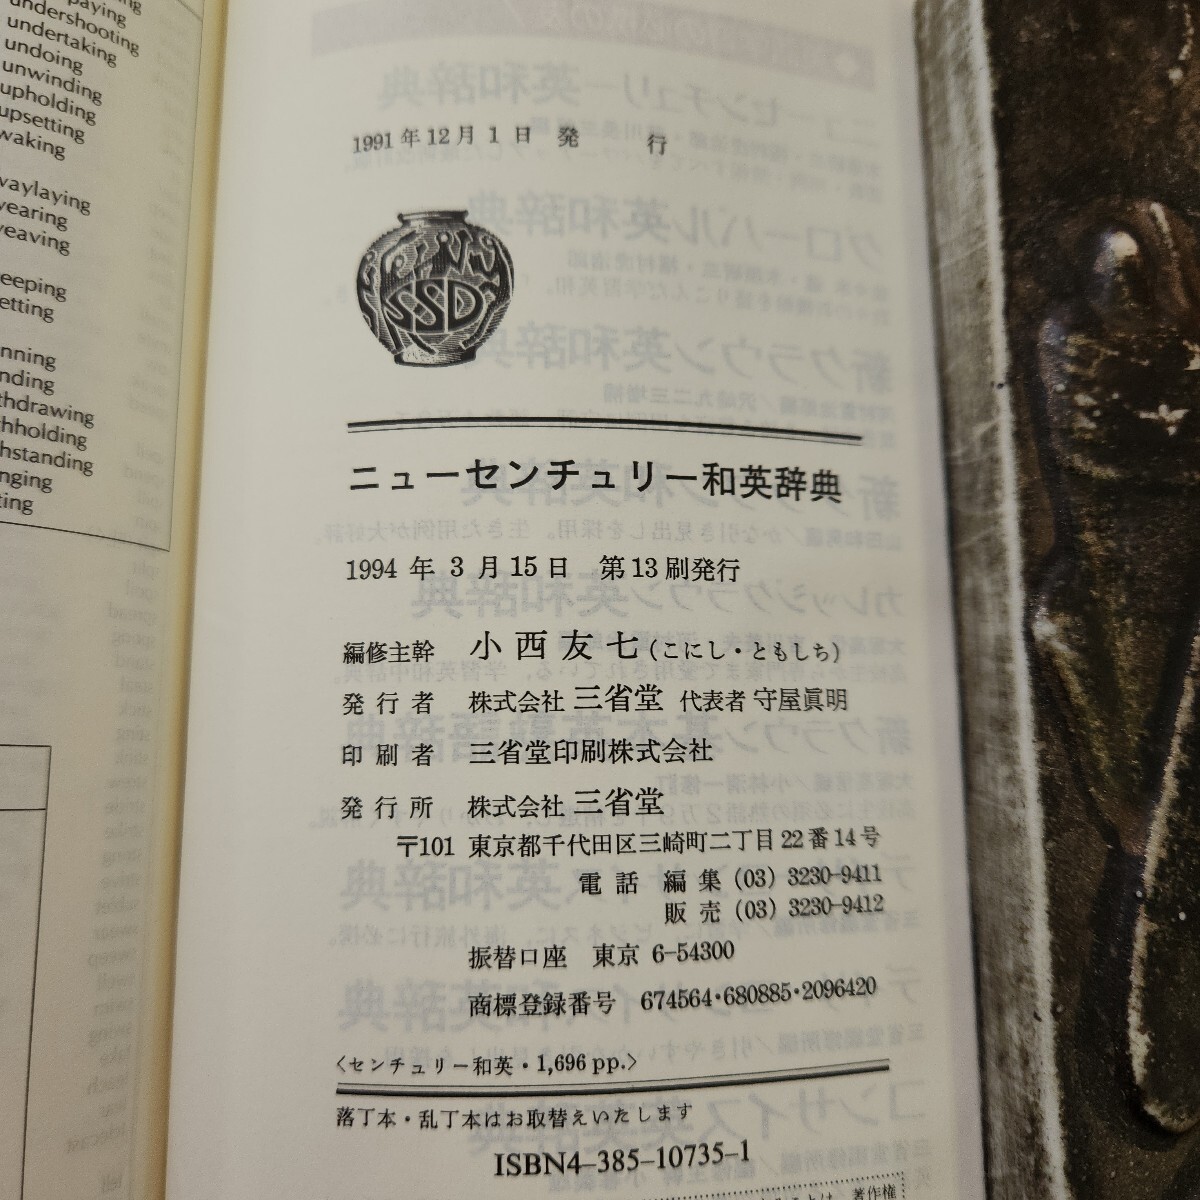 paying
undershooting
undertaking
undoing
unwinding
upholding
upsetting
waking
waylaying
wearing
weaving
eeping
etting
nning
nding
thdrawing
hholding
hstanding
nging
ting
1991年12月1日 発 行
SSD
ニューセンチュリー和英辞典
1994年3月15日 第13刷発行
編修主幹 小西友七(こにし・ともしち)
発行者 株式会社 三省堂 代表者 守屋眞明
印刷者 三省堂印刷株式会社
発行所 株式会社 三省堂
〒101 東京都千代田区三崎町二丁目22番14号
電話 編集 (03) 3230-9411
販売 (03) 3230-9412
振替口座 東京 6-54300
商標登録番号 674564・680885・2096420
〈センチュリー和英・1,696 pp.〉
落丁本・乱丁本はお取替えいたします
ISBN4-385-10735-1
は、著作権